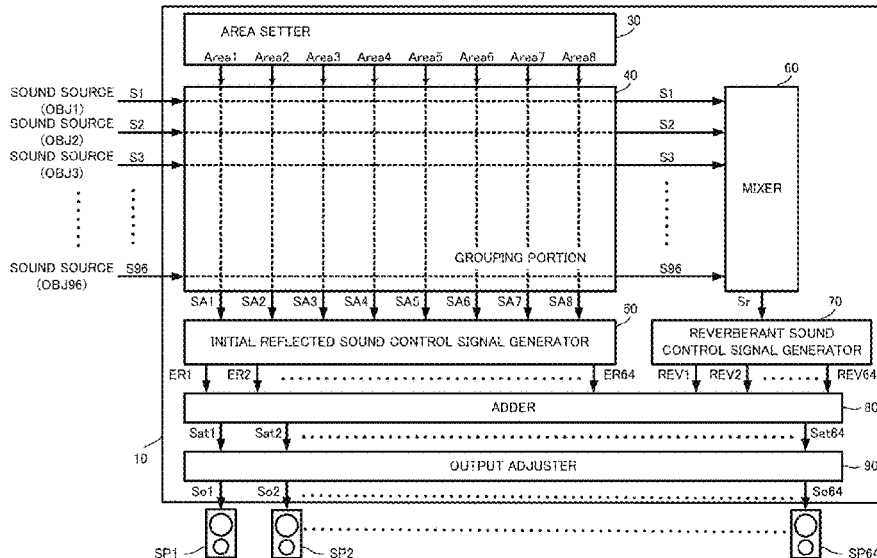 AREA SETTER
30
Area1 Area2 Area3 Area4 Area5 Area6 Area7 Area8
40
60
SOUND SOURCE
(OBJ1)
S1
S1
SOUND SOURCE
(OBJ2)
S2
S2
SOUND SOURCE
(OBJ3)
S3
S3
MIXER
GROUPING PORTION
SOUND SOURCE
(OBJ96)
S96
S96
SA1 SA2 SA3 SA4 SA5 SA6 SA7 SA8
Sr
50
70
INITIAL REFLECTED SOUND CONTROL SIGNAL GENERATOR
REVERBERANT SOUND
CONTROL SIGNAL GENERATOR
ER1 ER2 ER64
REV1 REV2 REV64
ADDER
80
Sat1 Sat2 Sat64
10
OUTPUT ADJUSTER
90
So1 So2 So64
SP1 SP2 SP64